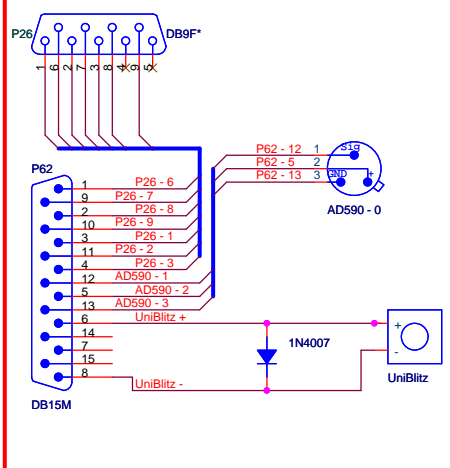 P26 DB9F*
1 6 2 7 3 8 4 9 5
P62 - 12 1 Sig
P62 - 5 2
P62 - 13 3 GND +
AD590 - 0
P62
1 P26 - 6
9 P26 - 7
2 P26 - 8
10 P26 - 9
3 P26 - 1
11 P26 - 2
4 P26 - 3
12 AD590 - 1
5 AD590 - 2
13 AD590 - 3
6 UniBlitz +
14
7
15
8 UniBlitz -
1N4007
+
-
UniBlitz
DB15M